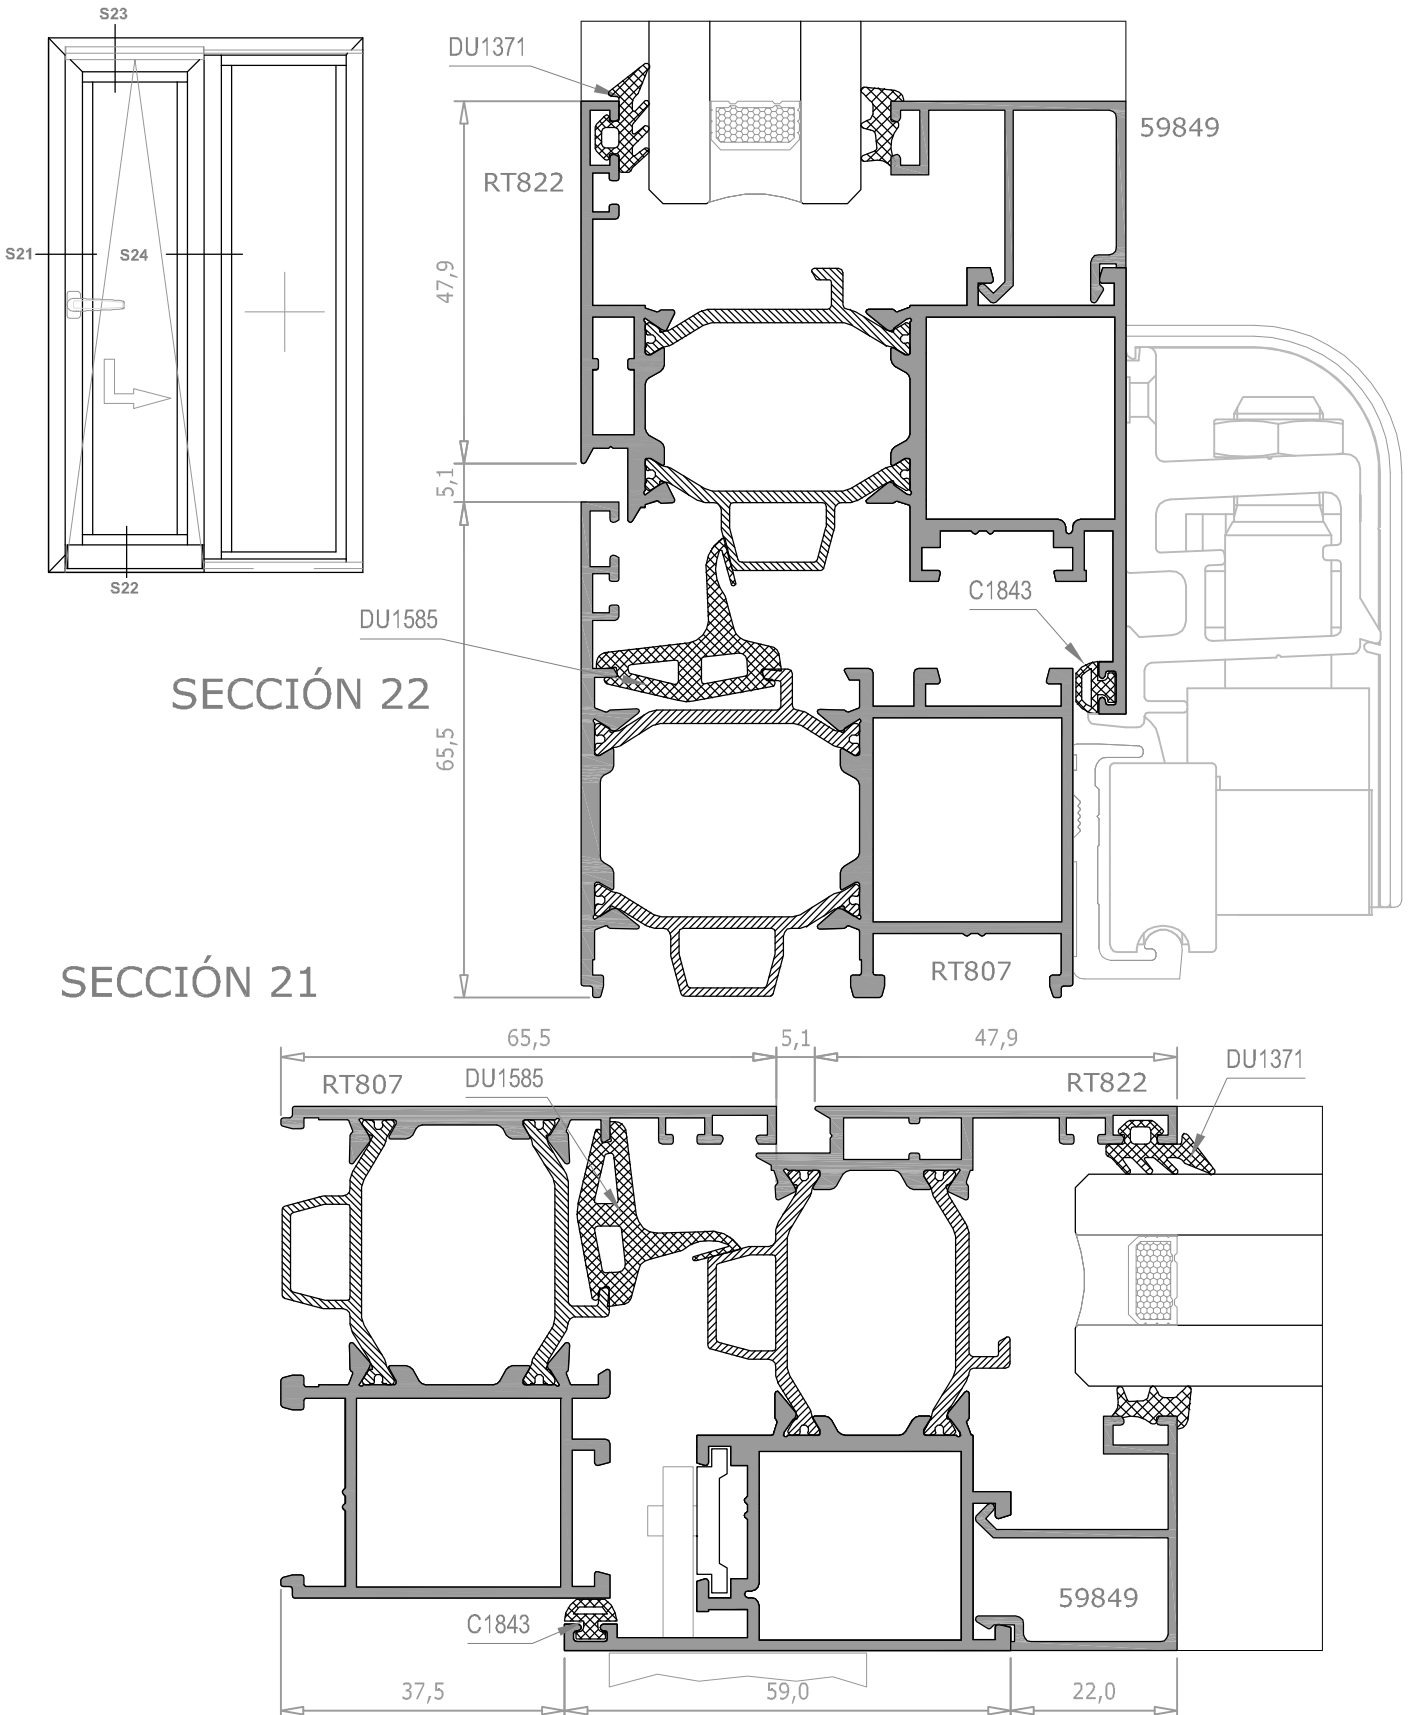 S23
DU1371
59849
RT822
S21
S24
47,9
5,1
S22
C1843
DU1585
SECCIÓN 22
65,5
RT807
SECCIÓN 21
65,5
5,1
47,9
RT807
DU1585
RT822
DU1371
59849
C1843
37,5
59,0
22,0